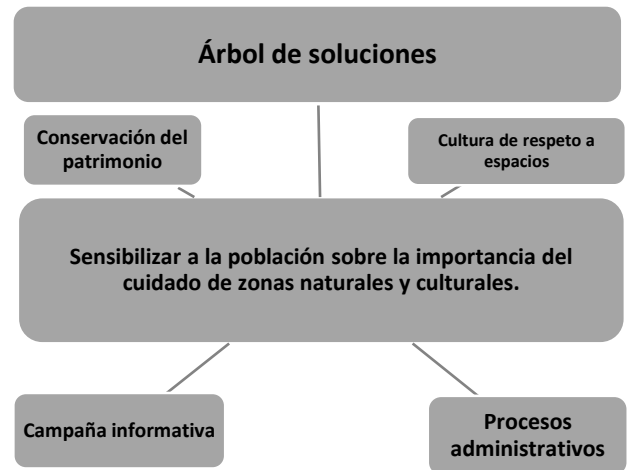 Árbol de soluciones
Conservación del
patrimonio
Cultura de respeto a
espacios
Sensibilizar a la población sobre la importancia del
cuidado de zonas naturales y culturales.
Campaña informativa
Procesos
administrativos